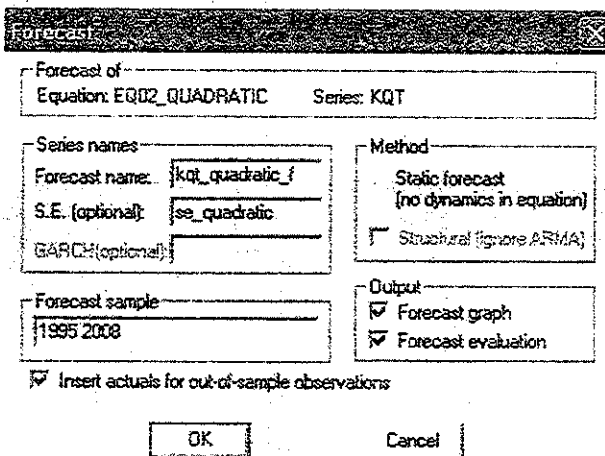 Forecast
Forecast of
Equation: EQ02_QUADRATIC Series: KQT
Series names
Forecast name: kqt_quadratic_f
S.E. (optional): se_quadratic
GARCH(optional):
Method
Static forecast
(no dynamics in equation)
Structural (ignore ARMA)
Forecast sample
1995 2008
Output
Forecast graph
Forecast evaluation
Insert actuals for out-of-sample observations
OK Cancel